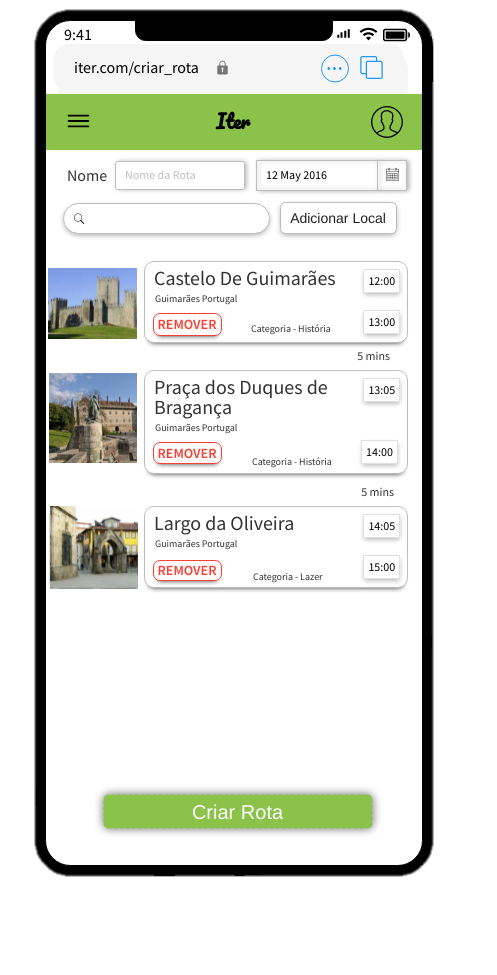 9:41
iter.com/criar_rota
Iter
Nome Nome da Rota 12 May 2016
Adicionar Local
Castelo De Guimarães 12:00
Guimarães Portugal
REMOVER Categoria - História 13:00
5 mins
Praça dos Duques de 13:05
Bragança
Guimarães Portugal
REMOVER Categoria - História 14:00
5 mins
Largo da Oliveira 14:05
Guimarães Portugal
REMOVER Categoria - Lazer 15:00
Criar Rota